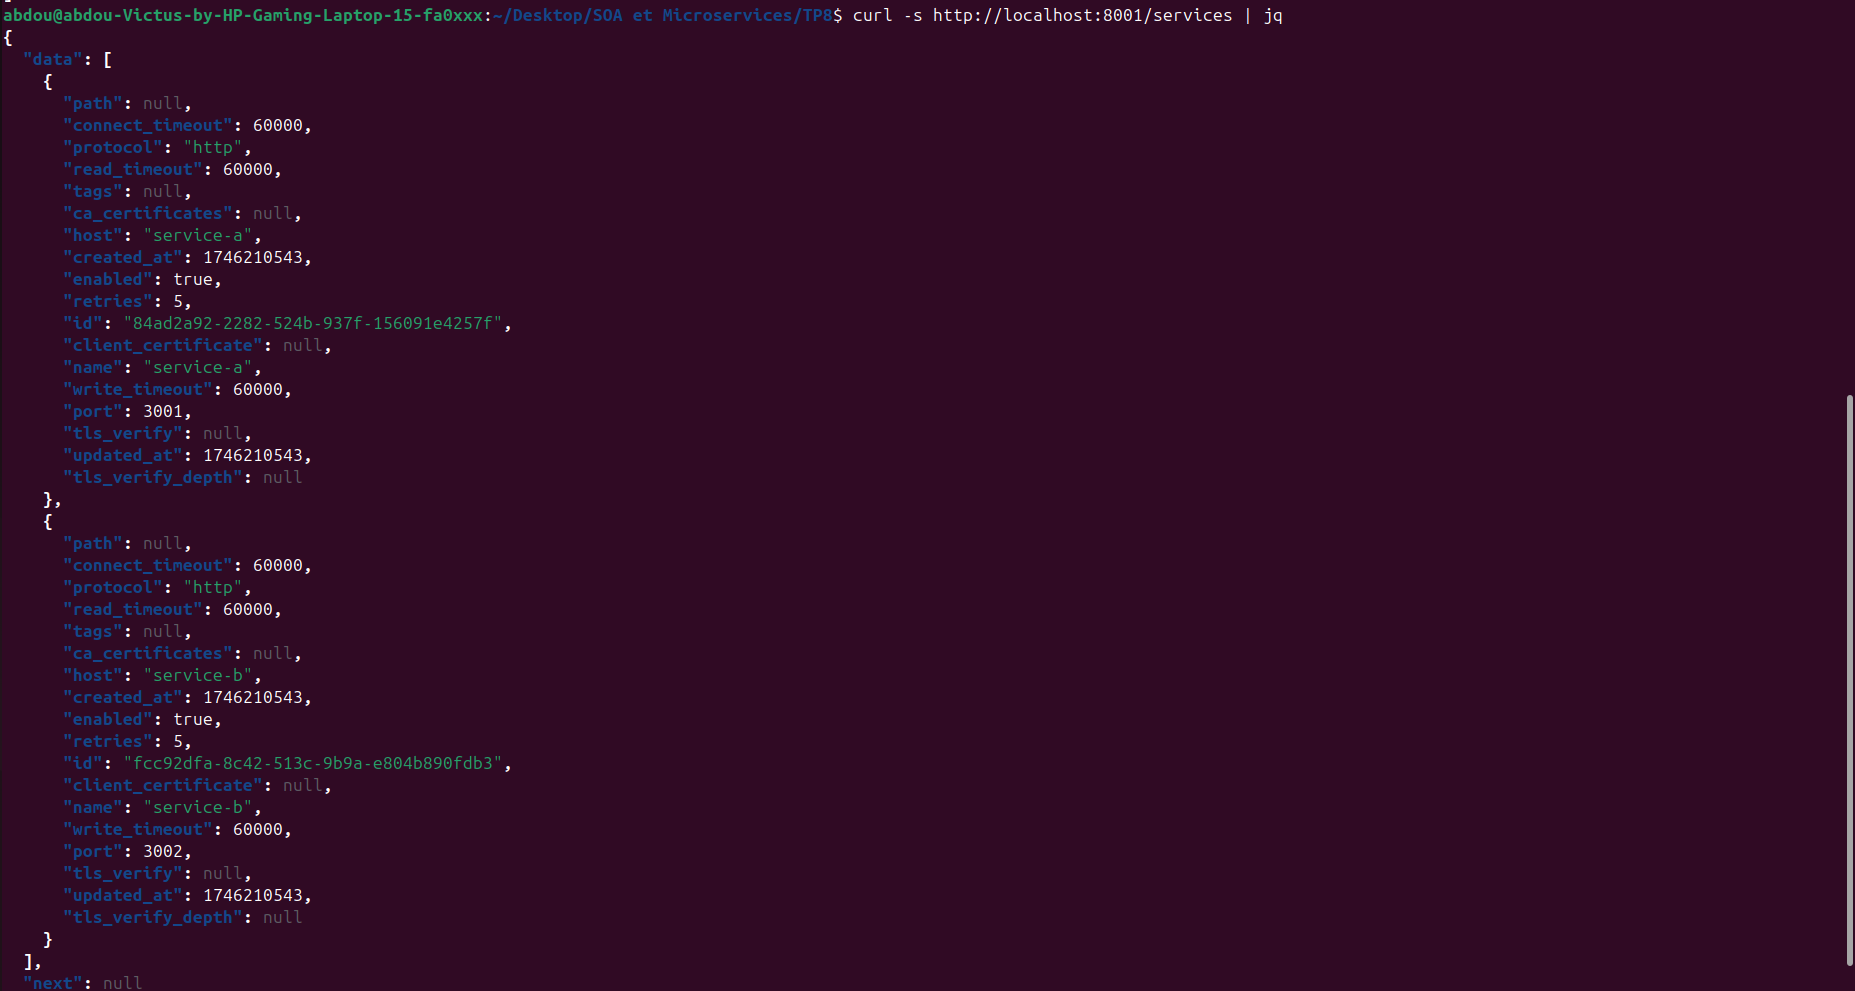 abdou@abdou-Victus-by-HP-Gaming-Laptop-15-fa0xxx:~/Desktop/SOA et Microservices/TP8$ curl -s http://localhost:8001/services | jq
{
  "data": [
    {
      "path": null,
      "connect_timeout": 60000,
      "protocol": "http",
      "read_timeout": 60000,
      "tags": null,
      "ca_certificates": null,
      "host": "service-a",
      "created_at": 1746210543,
      "enabled": true,
      "retries": 5,
      "id": "84ad2a92-2282-524b-937f-156091e4257f",
      "client_certificate": null,
      "name": "service-a",
      "write_timeout": 60000,
      "port": 3001,
      "tls_verify": null,
      "updated_at": 1746210543,
      "tls_verify_depth": null
    },
    {
      "path": null,
      "connect_timeout": 60000,
      "protocol": "http",
      "read_timeout": 60000,
      "tags": null,
      "ca_certificates": null,
      "host": "service-b",
      "created_at": 1746210543,
      "enabled": true,
      "retries": 5,
      "id": "fcc92dfa-8c42-513c-9b9a-e804b890fdb3",
      "client_certificate": null,
      "name": "service-b",
      "write_timeout": 60000,
      "port": 3002,
      "tls_verify": null,
      "updated_at": 1746210543,
      "tls_verify_depth": null
    }
  ],
  "next": null